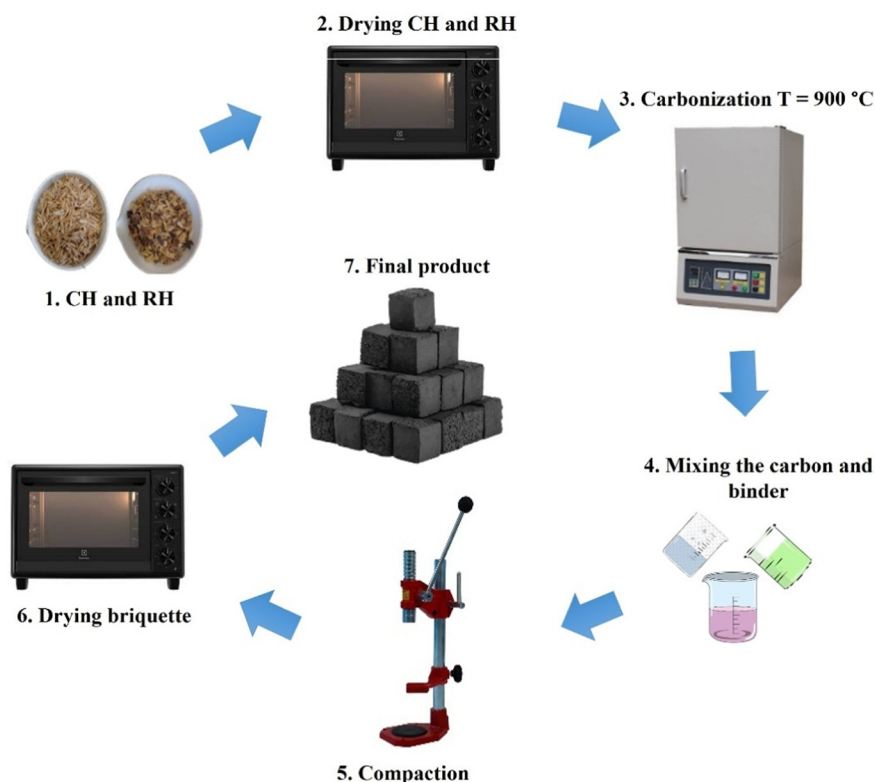 2. Drying CH and RH
3. Carbonization T = 900 °C
1. CH and RH
7. Final product
4. Mixing the carbon and
binder
6. Drying briquette
5. Compaction